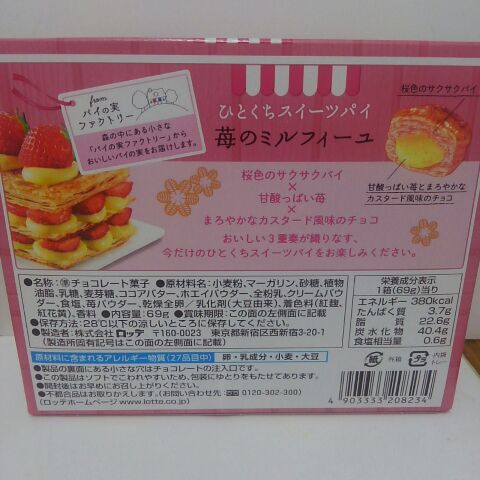 from
パイの実
ファクトリー
森の中にある小さな
「パイの実ファクトリー」から
おいしいパイの実をお届けします。
ひとくちスイーツパイ
苺のミルフィーユ
桜色のサクサクパイ
甘酸っぱい苺とまろやかな
カスタード風味のチョコ
桜色のサクサクパイ
×
甘酸っぱい苺
×
まろやかなカスタード風味のチョコ
おいしい3重奏が織りなす、
今だけのひとくちスイーツパイをお楽しみください。
●名称:準チョコレート菓子 ●原材料名:小麦粉、マーガリン、砂糖、植物
油脂、乳糖、麦芽糖、ココアバター、ホエイパウダー、全粉乳、クリームパウ
ダー、食塩、苺パウダー、乾燥全卵/乳化剤(大豆由来)、着色料(紅麹、
紅花黄)、香料 ●内容量:69g ●賞味期限:この面の左側面に記載
●保存方法:28℃以下の涼しいところに保存してください。
●製造者:株式会社 ロッテ 〒160-0023 東京都新宿区西新宿3-20-1
(製造所固有記号はこの面の左側面に記載)
栄養成分表示
1箱(69g)当り
エネルギー 380kcal
たんぱく質 3.7g
脂質 22.6g
炭水化物 40.4g
食塩相当量 0.6g
原材料に含まれるアレルギー物質(27品目中) 卵・乳成分・小麦・大豆
●製品の裏面にある小さな穴はチョコレートの注入口です。
●この製品はソフトでこわれやすいため、包装にゆとりをもたせてあります。
●開封後はお早めにお召し上がりください。
●不都合品はお取りかえします。(お問い合わせ先: 0120-302-300)
(ロッテホームページ www.lotte.co.jp)
紙 外箱
プラ 内袋
トレー
4 903333 208234